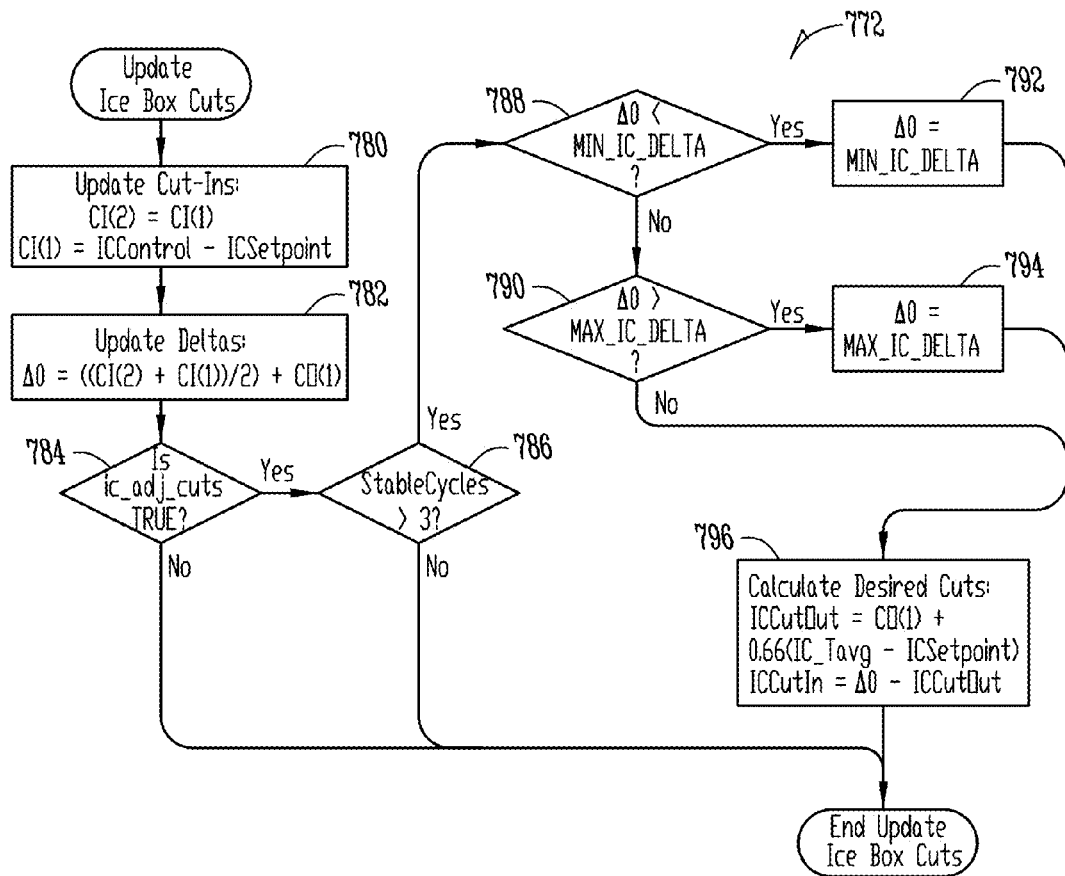 772
Update
Ice Box Cuts
780
Update Cut-Ins:
CI(2) = CI(1)
CI(1) = ICControl - ICSetpoint
782
Update Deltas:
Δ0 = ((CI(2) + CI(1))/2) + CO(1)
784
Is
ic_adj_cuts
TRUE?
Yes
No
786
StableCycles
> 3?
Yes
No
788
Δ0 <
MIN_IC_DELTA
?
Yes
No
792
Δ0 =
MIN_IC_DELTA
790
Δ0 >
MAX_IC_DELTA
?
Yes
No
794
Δ0 =
MAX_IC_DELTA
796
Calculate Desired Cuts:
ICCutOut = CO(1) +
0.66(IC_Tavg - ICSetpoint)
ICCutIn = Δ0 - ICCutOut
End Update
Ice Box Cuts